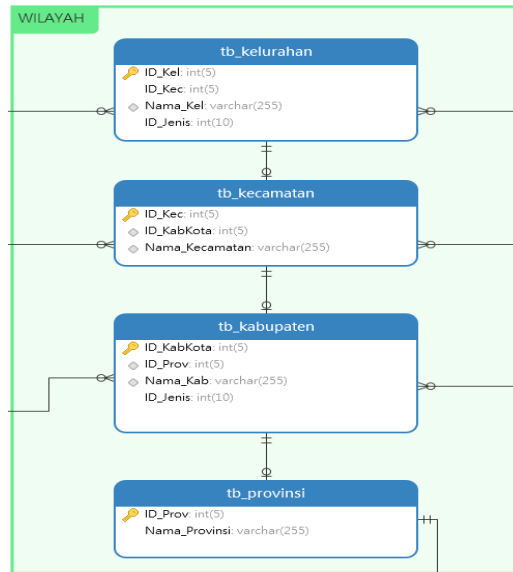 WILAYAH
tb_kelurahan
ID_Kel: int(5)
ID_Kec: int(5)
Nama_Kel: varchar(255)
ID_Jenis: int(10)
tb_kecamatan
ID_Kec: int(5)
ID_KabKota: int(5)
Nama_Kecamatan: varchar(255)
tb_kabupaten
ID_KabKota: int(5)
ID_Prov: int(5)
Nama_Kab: varchar(255)
ID_Jenis: int(10)
tb_provinsi
ID_Prov: int(5)
Nama_Provinsi: varchar(255)